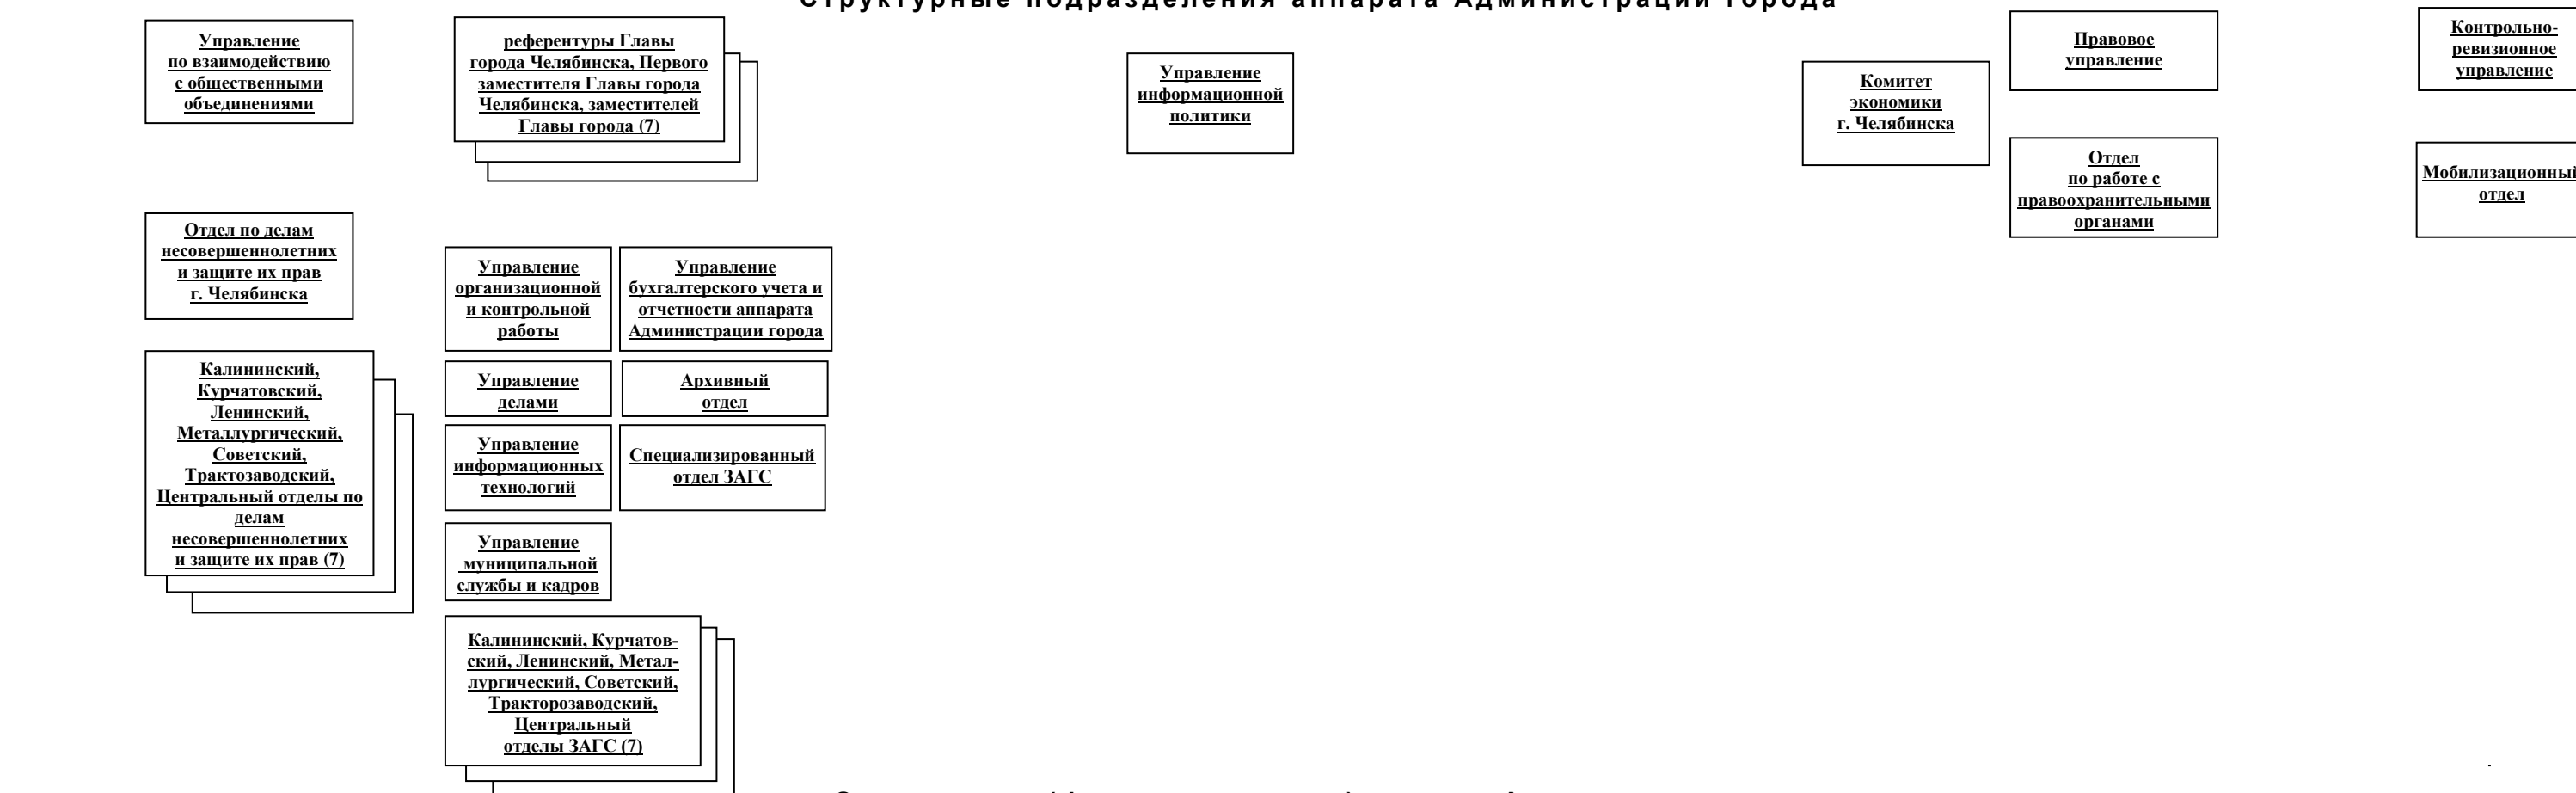 Структурные подразделения аппарата Администрации города
Управление
по взаимодействию
с общественными
объединениями
референтуры Главы
города Челябинска, Первого
заместителя Главы города
Челябинска, заместителей
Главы города (7)
Управление
информационной
политики
Комитет
экономики
г. Челябинска
Правовое
управление
Контрольно-
ревизионное
управление
Отдел
по работе с
правоохранительными
органами
Мобилизационный
отдел
Отдел по делам
несовершеннолетних
и защите их прав
г. Челябинска
Управление
организационной
и контрольной
работы
Управление
бухгалтерского учета и
отчетности аппарата
Администрации города
Калининский,
Курчатовский,
Ленинский,
Металлургический,
Советский,
Трактозаводский,
Центральный отделы по
делам
несовершеннолетних
и защите их прав (7)
Управление
делами
Архивный
отдел
Управление
информационных
технологий
Специализированный
отдел ЗАГС
Управление
муниципальной
службы и кадров
Калининский, Курчатов-
ский, Ленинский, Метал-
лургический, Советский,
Тракторозаводский,
Центральный
отделы ЗАГС (7)